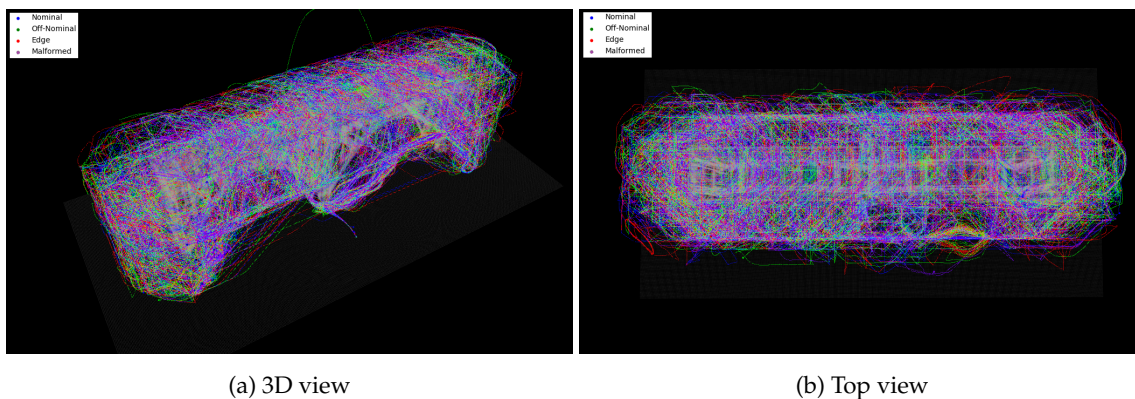 Nominal
Off-Nominal
Edge
Malformed
Nominal
Off-Nominal
Edge
Malformed
(a) 3D view
(b) Top view